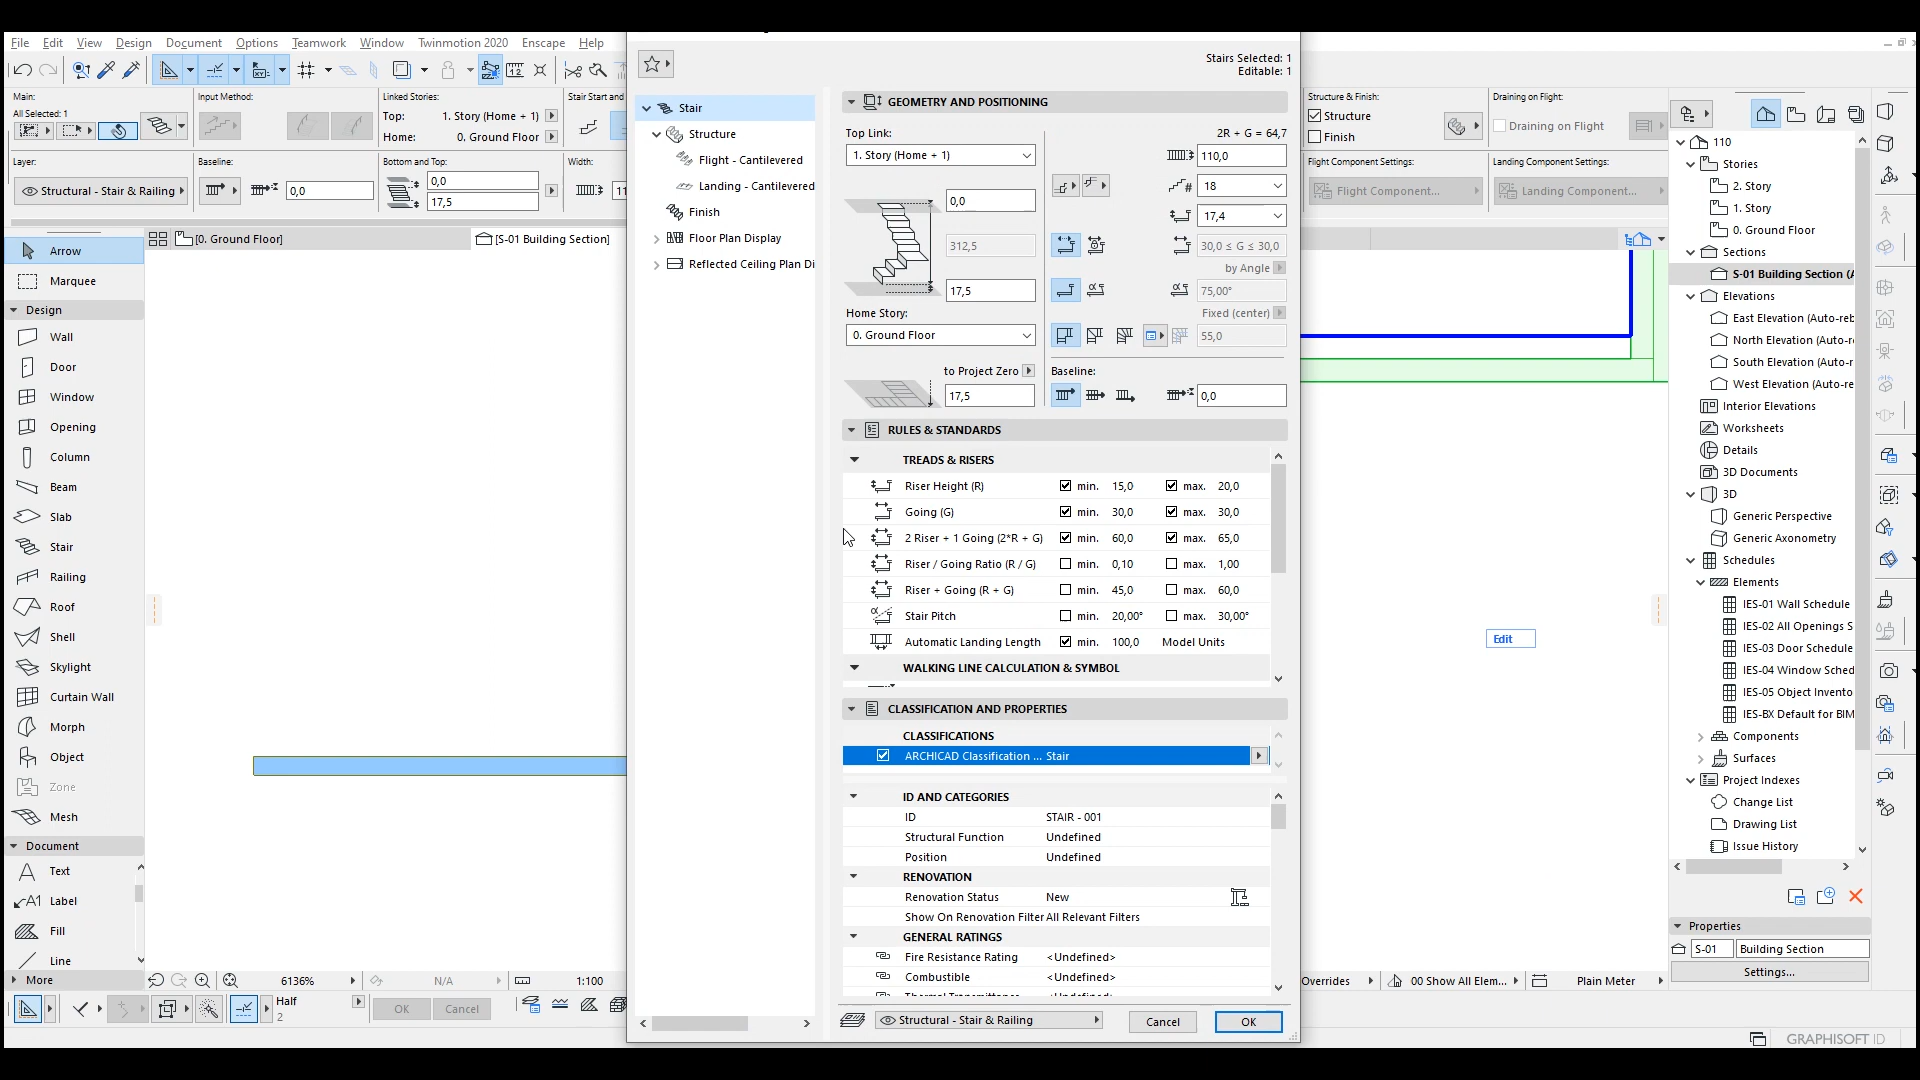 File Edit View Design Document Options Teamwork Window Twinmotion 2020 Enscape Help
Main:
All Selected: 1
Input Method:
Linked Stories:
Top: 1. Story (Home + 1)
Home: 0. Ground Floor
Stair Start and
Layer:
Structural - Stair & Railing
Baseline:
0,0
Bottom and Top:
0,0
17,5
Width:
11
[0. Ground Floor]
[S-01 Building Section]
Arrow
Marquee
Design
Wall
Door
Window
Opening
Column
Beam
Slab
Stair
Railing
Roof
Shell
Skylight
Curtain Wall
Morph
Object
Zone
Mesh
Document
Text
Label
Fill
Line
More
6136%
N/A
1:100
Half
2
OK
Cancel
Stairs Selected: 1
Editable: 1
Stair
Structure
Flight - Cantilevered
Landing - Cantilevered
Finish
Floor Plan Display
Reflected Ceiling Plan Di
GEOMETRY AND POSITIONING
Top Link:
1. Story (Home + 1)
0,0
312,5
17,5
Home Story:
0. Ground Floor
to Project Zero
17,5
2R + G = 64,7
110,0
18
17,4
30,0 ≤ G ≤ 30,0
by Angle
75,00°
Fixed (center)
55,0
Baseline:
0,0
RULES & STANDARDS
TREADS & RISERS
Riser Height (R) min. 15,0 max. 20,0
Going (G) min. 30,0 max. 30,0
2 Riser + 1 Going (2*R + G) min. 60,0 max. 65,0
Riser / Going Ratio (R / G) min. 0,10 max. 1,00
Riser + Going (R + G) min. 45,0 max. 60,0
Stair Pitch min. 20,00° max. 30,00°
Automatic Landing Length min. 100,0 Model Units
WALKING LINE CALCULATION & SYMBOL
CLASSIFICATION AND PROPERTIES
CLASSIFICATIONS
ARCHICAD Classification ... Stair
ID AND CATEGORIES
ID STAIR - 001
Structural Function Undefined
Position Undefined
RENOVATION
Renovation Status New
Show On Renovation Filter All Relevant Filters
GENERAL RATINGS
Fire Resistance Rating <Undefined>
Combustible <Undefined>
Structural - Stair & Railing
Cancel
OK
Structure & Finish:
Structure
Finish
Draining on Flight:
Draining on Flight
Flight Component Settings:
Flight Component...
Landing Component Settings:
Landing Component...
Edit
110
Stories
2. Story
1. Story
0. Ground Floor
Sections
S-01 Building Section (A
Elevations
East Elevation (Auto-reb
North Elevation (Auto-r
South Elevation (Auto-r
West Elevation (Auto-re
Interior Elevations
Worksheets
Details
3D Documents
3D
Generic Perspective
Generic Axonometry
Schedules
Elements
IES-01 Wall Schedule
IES-02 All Openings S
IES-03 Door Schedule
IES-04 Window Sched
IES-05 Object Invento
IES-BX Default for BIM
Components
Surfaces
Project Indexes
Change List
Drawing List
Issue History
Properties
S-01 Building Section
Settings...
Overrides
00 Show All Elem...
Plain Meter
GRAPHISOFT ID